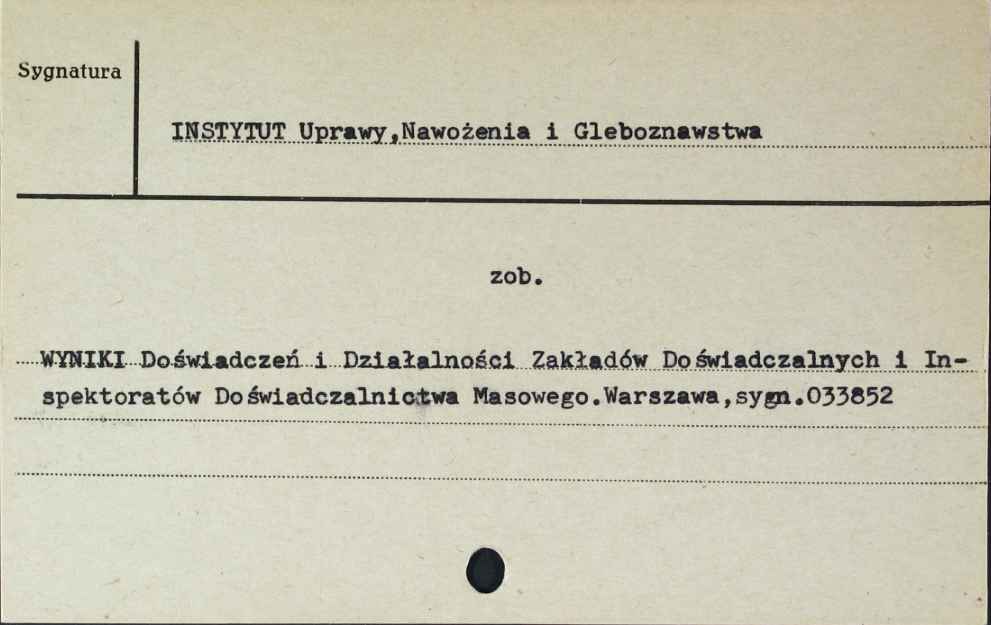 Sygnatura
INSTYTUT Uprawy,Nawożenia i Gleboznawstwa
zob.
WYNIKI Doświadczeń i Działalności Zakładów Doświadczalnych i In-
spektoratów Doświadczalnictwa Masowego.Warszawa,sygn.033852